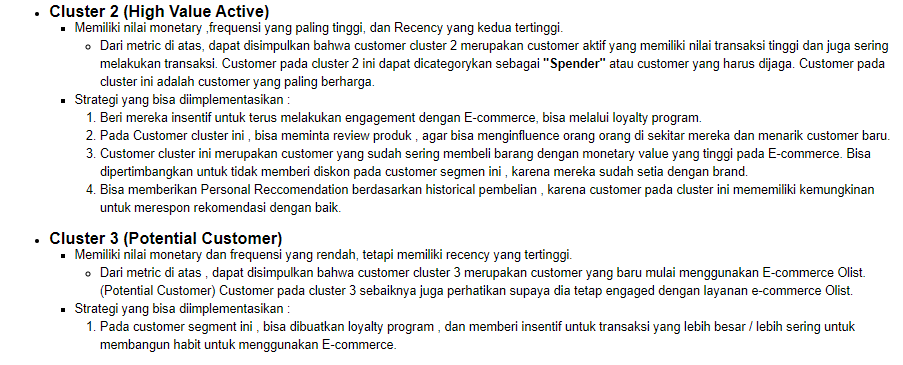 Cluster 2 (High Value Active)
Memiliki nilai monetary ,frequensi yang paling tinggi, dan Recency yang kedua tertinggi.
Dari metric di atas, dapat disimpulkan bahwa customer cluster 2 merupakan customer aktif yang memiliki nilai transaksi tinggi dan juga sering
melakukan transaksi. Customer pada cluster 2 ini dapat dicategorykan sebagai "Spender" atau customer yang harus dijaga. Customer pada
cluster ini adalah customer yang paling berharga.
Strategi yang bisa diimplementasikan :
1. Beri mereka insentif untuk terus melakukan engagement dengan E-commerce, bisa melalui loyalty program.
2. Pada Customer cluster ini , bisa meminta review produk , agar bisa menginfluence orang orang di sekitar mereka dan menarik customer baru.
3. Customer cluster ini merupakan customer yang sudah sering membeli barang dengan monetary value yang tinggi pada E-commerce. Bisa
dipertimbangkan untuk tidak memberi diskon pada customer segmen ini , karena mereka sudah setia dengan brand.
4. Bisa memberikan Personal Reccomendation berdasarkan historical pembelian , karena customer pada cluster ini mememiliki kemungkinan
untuk merespon rekomendasi dengan baik.
Cluster 3 (Potential Customer)
Memiliki nilai monetary dan frequensi yang rendah, tetapi memiliki recency yang tertinggi.
Dari metric di atas , dapat disimpulkan bahwa customer cluster 3 merupakan customer yang baru mulai menggunakan E-commerce Olist.
(Potential Customer) Customer pada cluster 3 sebaiknya juga perhatikan supaya dia tetap engaged dengan layanan e-commerce Olist.
Strategi yang bisa diimplementasikan :
1. Pada customer segment ini , bisa dibuatkan loyalty program , dan memberi insentif untuk transaksi yang lebih besar / lebih sering untuk
membangun habit untuk menggunakan E-commerce.